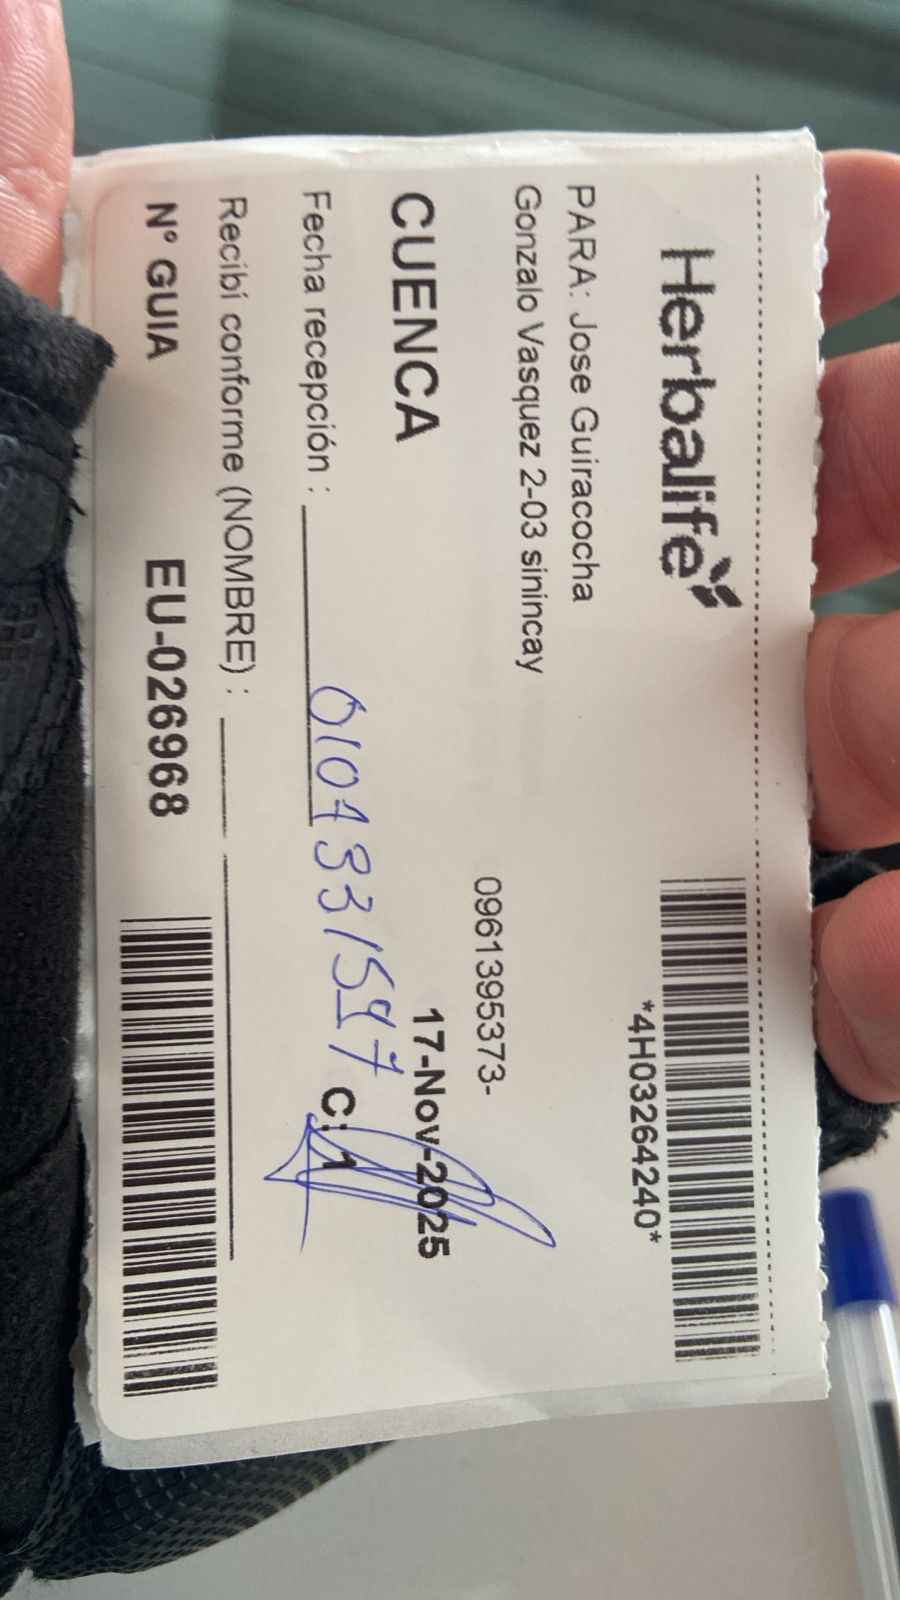 Herbalife
*4H03264240*
PARA: Jose Guiracocha
Gonzalo Vasquez 2-03 sinincay
0961395373-
CUENCA
17-Nov-2025
Fecha recepción : 0107331597 C: 1
Recibí conforme (NOMBRE) :
N° GUIA EU-026968